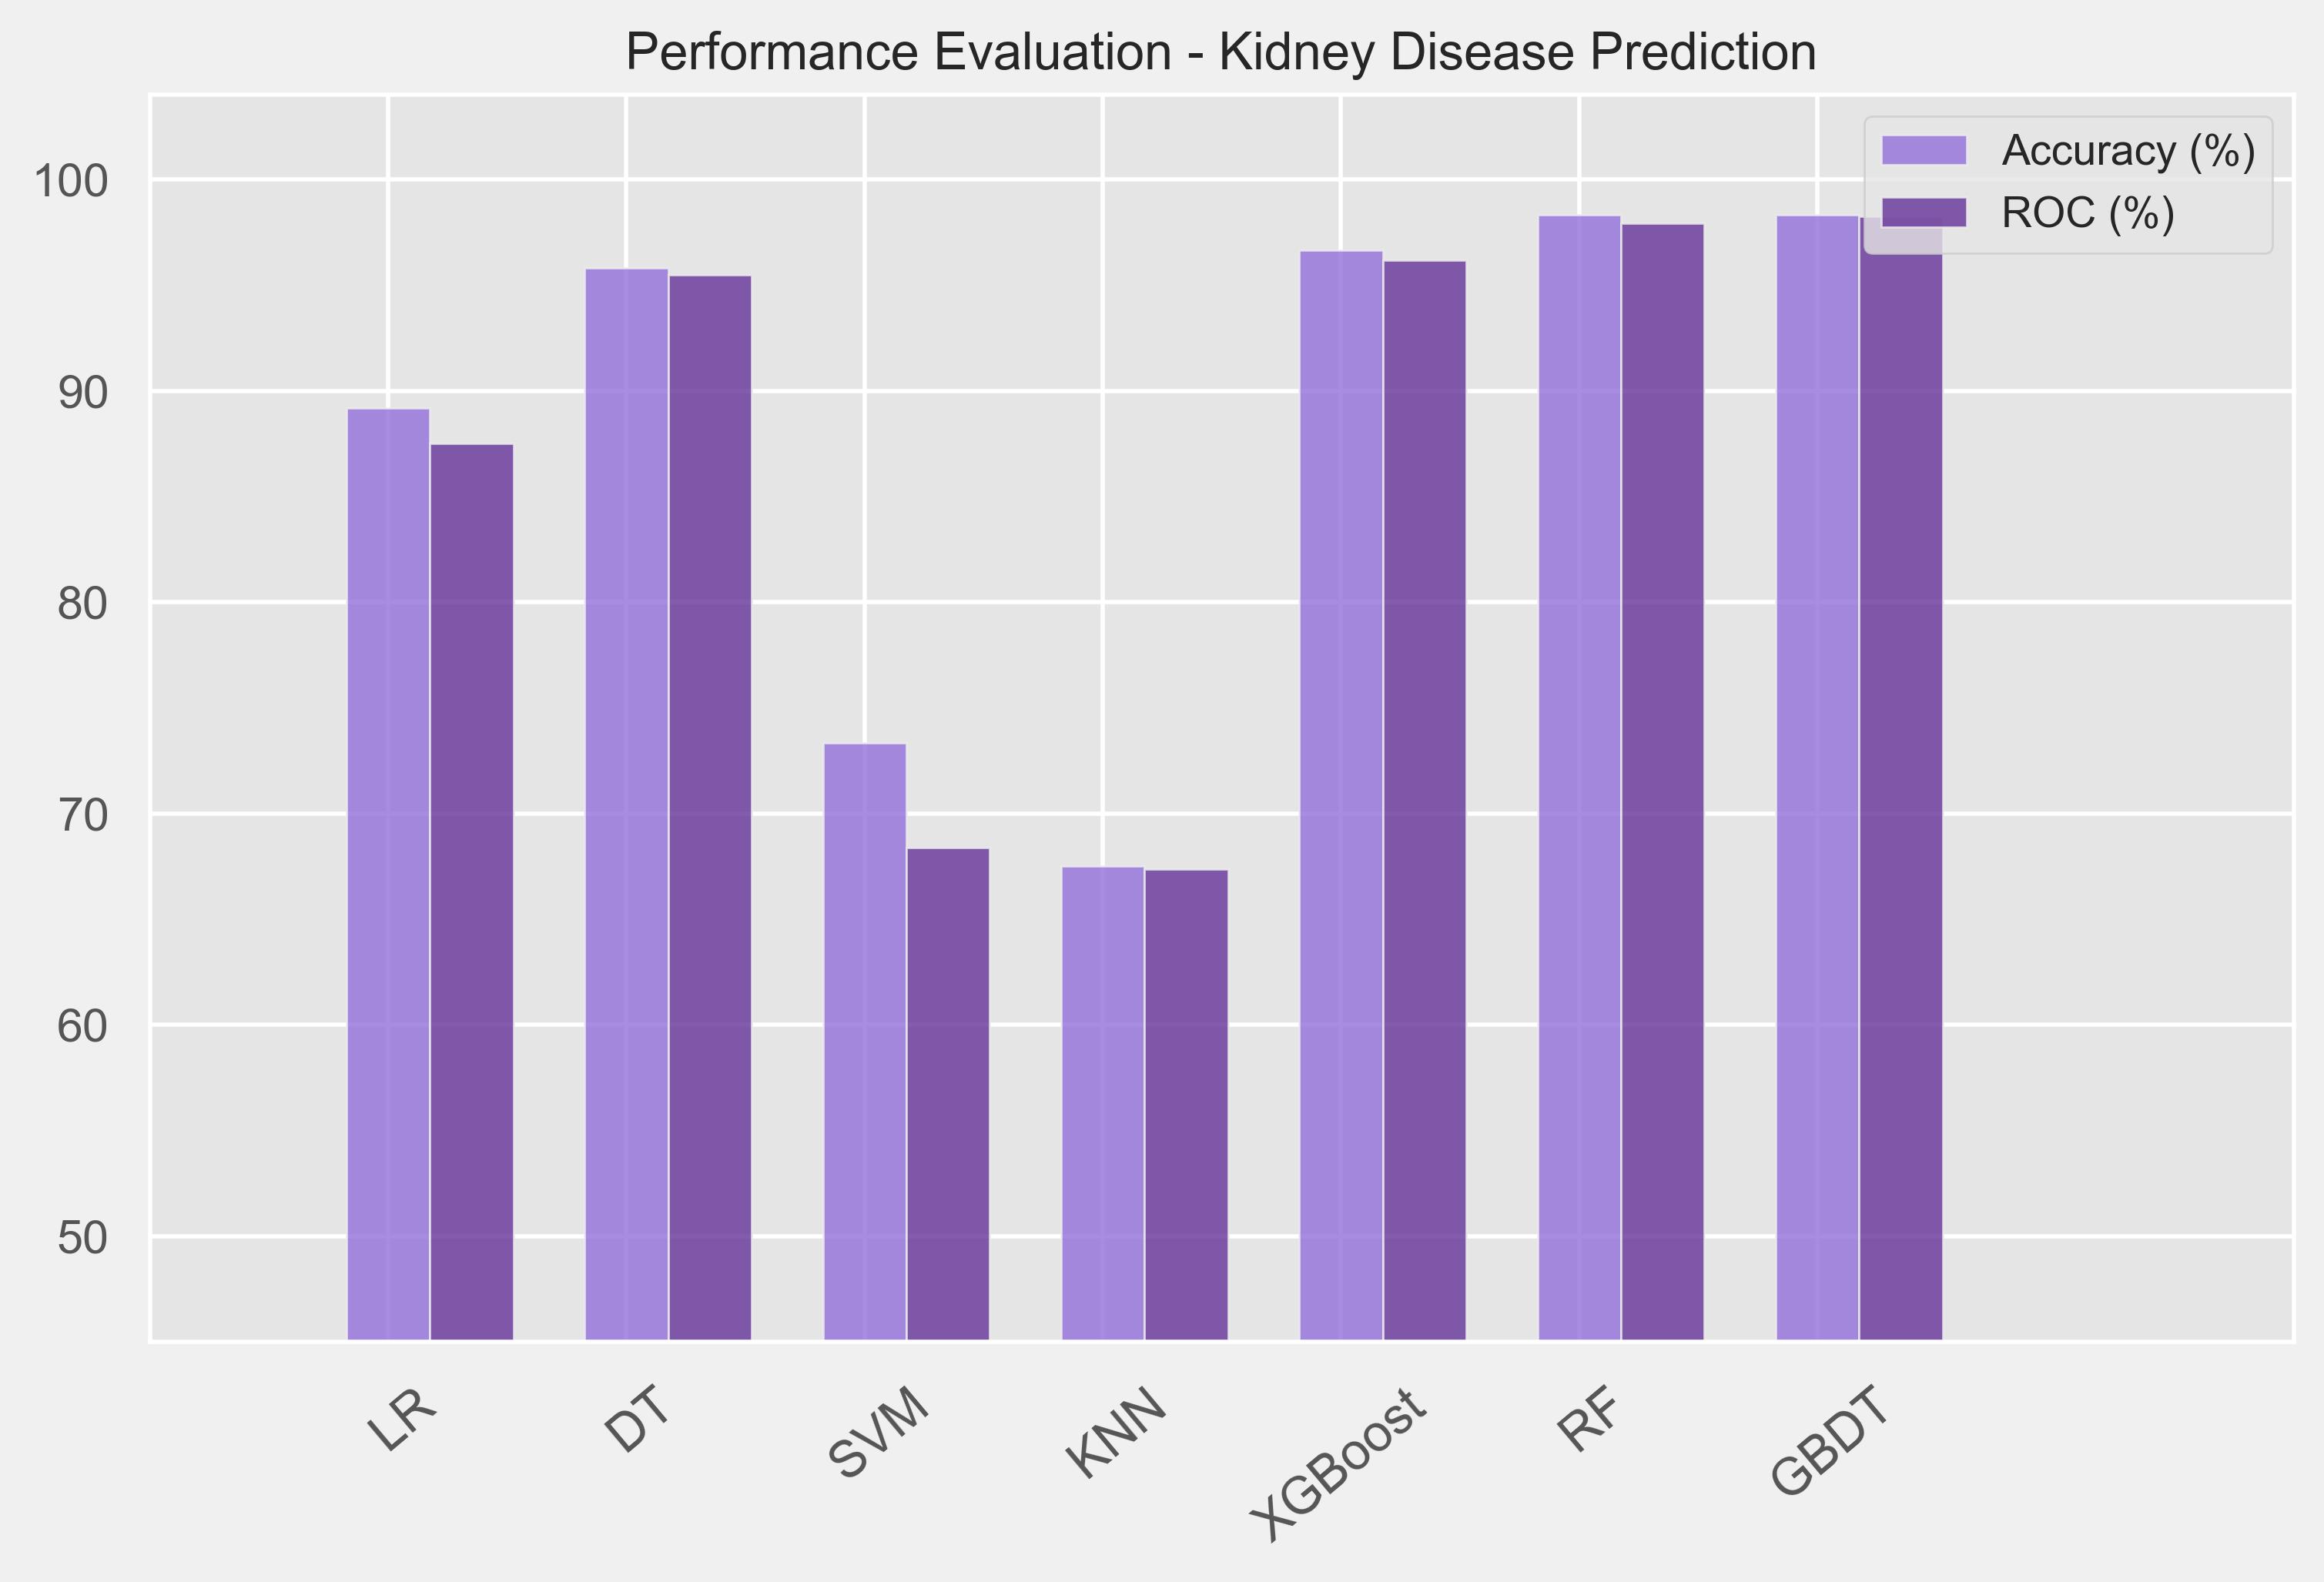 Performance Evaluation - Kidney Disease Prediction
Accuracy (%)
ROC (%)
100
90
80
70
60
50
LR
DT
SVM
KNN
XGBoost
RF
GBDT